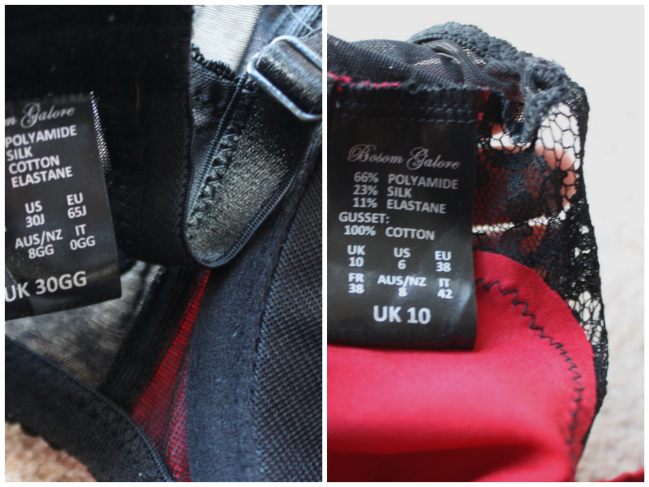 Galore
POLYAMIDE
SILK
COTTON
ELASTANE
US EU
30J 65J
AUS/NZ IT
8GG 0GG
UK 30GG
Bosom Galore
66% POLYAMIDE
23% SILK
11% ELASTANE
GUSSET:
100% COTTON
UK US EU
10 6 38
FR AUS/NZ IT
38 8 42
UK 10